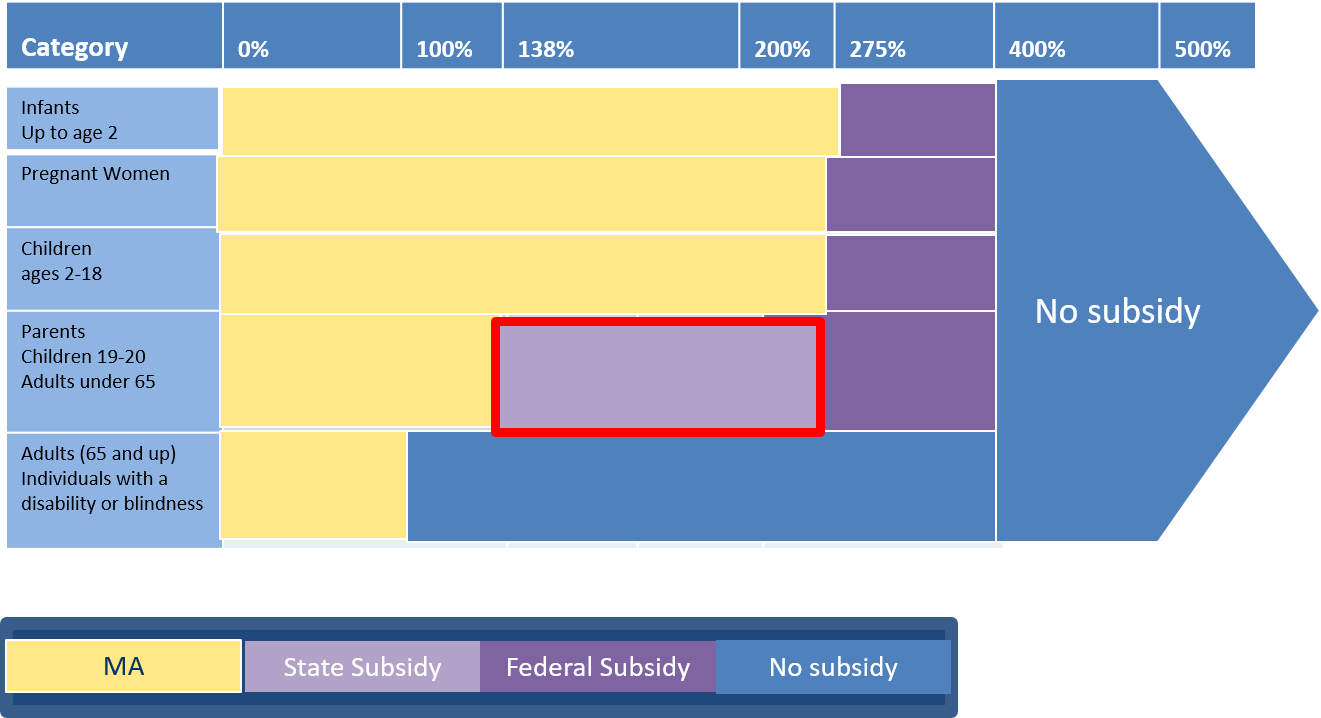 Category 0% 100% 138% 200% 275% 400% 500%
Infants
Up to age 2
Pregnant Women
Children
ages 2-18
No subsidy
Parents
Children 19-20
Adults under 65
Adults (65 and up)
Individuals with a
disability or blindness
MA State Subsidy Federal Subsidy No subsidy